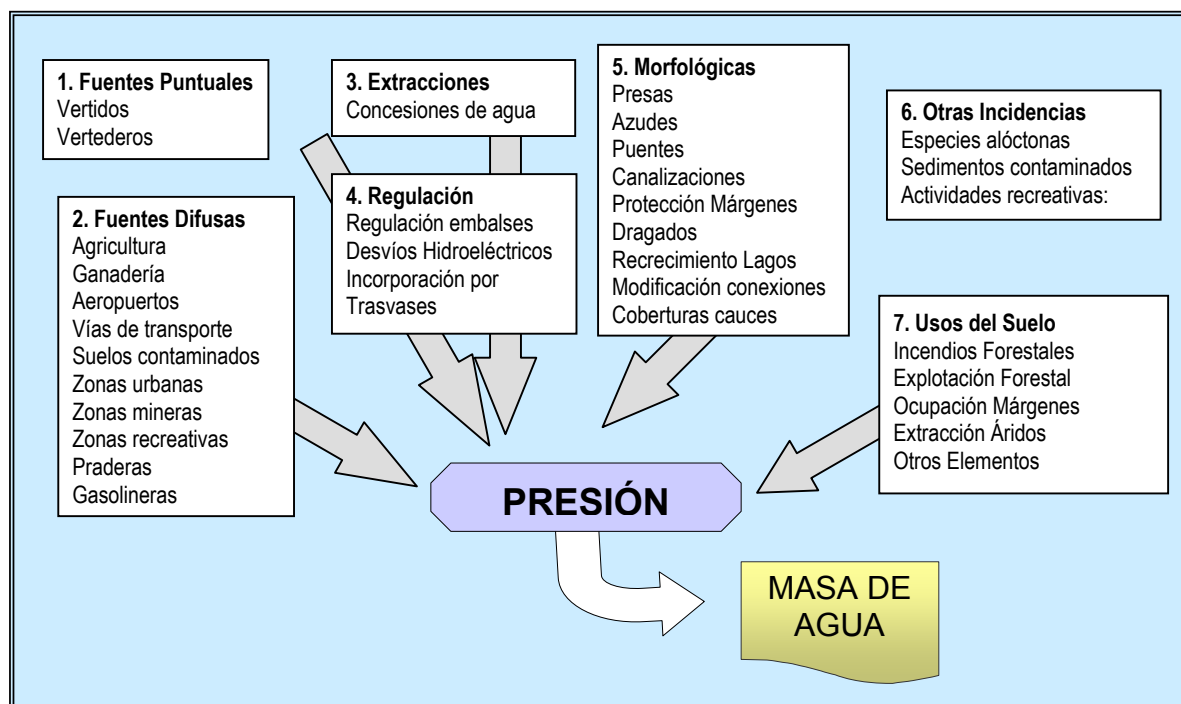 1. Fuentes Puntuales
Vertidos
Vertederos
2. Fuentes Difusas
Agricultura
Ganadería
Aeropuertos
Vías de transporte
Suelos contaminados
Zonas urbanas
Zonas mineras
Zonas recreativas
Praderas
Gasolineras
3. Extracciones
Concesiones de agua
4. Regulación
Regulación embalses
Desvíos Hidroeléctricos
Incorporación por
Trasvases
5. Morfológicas
Presas
Azudes
Puentes
Canalizaciones
Protección Márgenes
Dragados
Recrecimiento Lagos
Modificación conexiones
Coberturas cauces
6. Otras Incidencias
Especies alóctonas
Sedimentos contaminados
Actividades recreativas:
7. Usos del Suelo
Incendios Forestales
Explotación Forestal
Ocupación Márgenes
Extracción Áridos
Otros Elementos
PRESIÓN
MASA DE
AGUA